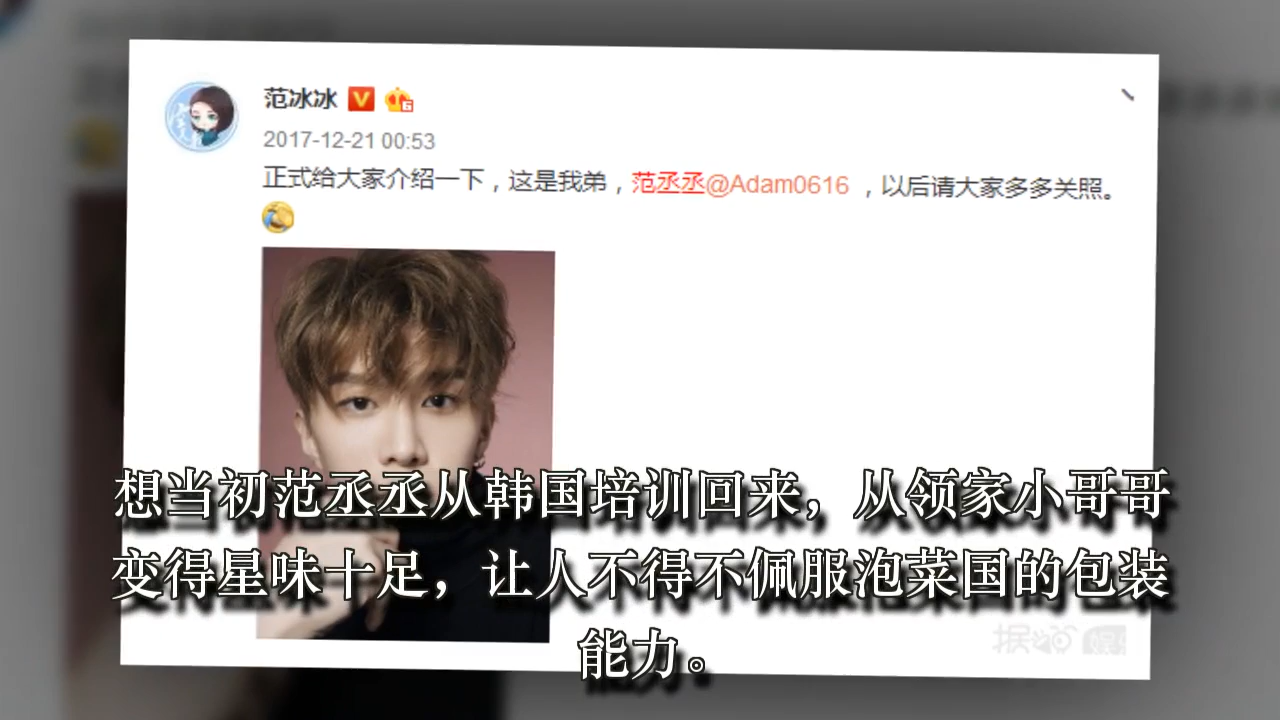 范冰冰
2017-12-21 00:53
正式给大家介绍一下，这是我弟，范丞丞@Adam0616 ，以后请大家多多关照。
想当初范丞丞从韩国培训回来，从领家小哥哥
变得星味十足，让人不得不佩服泡菜国的包装
能力。